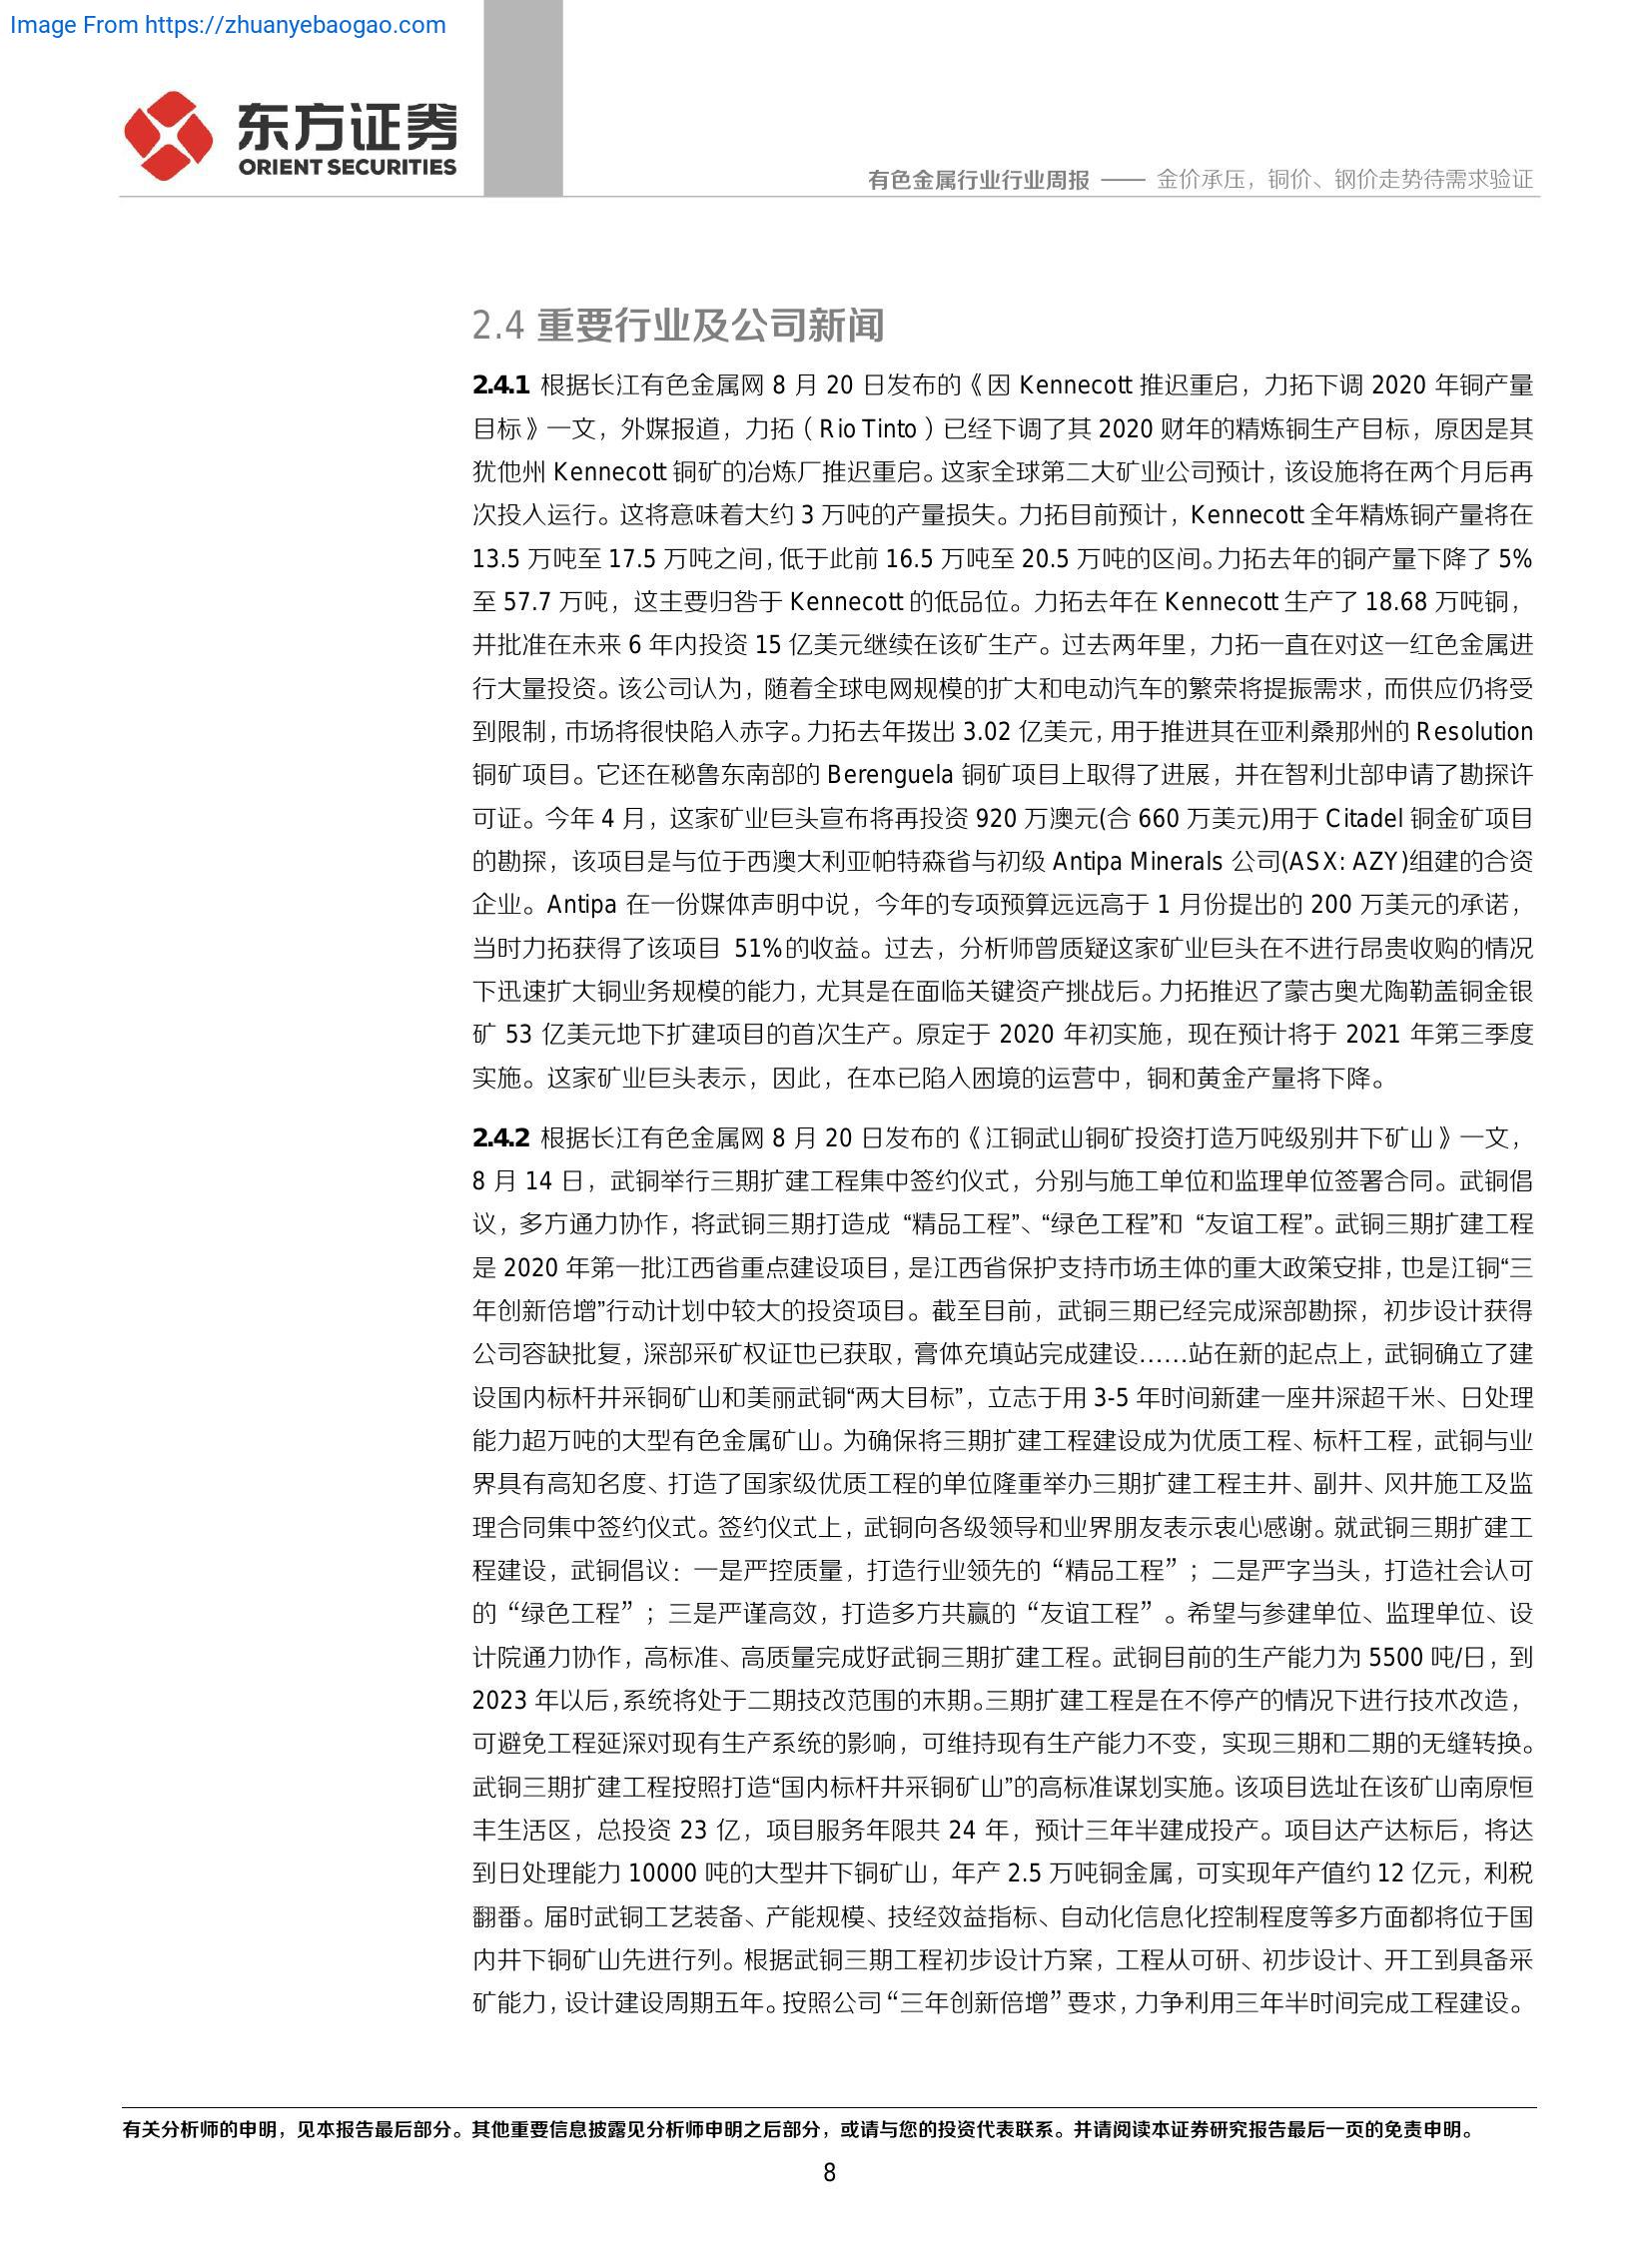 Image From https://zhuanyebaogao.com
东方证券
ORIENT SECURITIES
有色金属行业行业周报 —— 金价承压，铜价、钢价走势待需求验证
2.4 重要行业及公司新闻
2.4.1 根据长江有色金属网 8 月 20 日发布的《因 Kennecott 推迟重启，力拓下调 2020 年铜产量
目标》一文，外媒报道，力拓（Rio Tinto）已经下调了其 2020 财年的精炼铜生产目标，原因是其
犹他州 Kennecott 铜矿的冶炼厂推迟重启。这家全球第二大矿业公司预计，该设施将在两个月后再
次投入运行。这将意味着大约 3 万吨的产量损失。力拓目前预计，Kennecott 全年精炼铜产量将在
13.5 万吨至 17.5 万吨之间，低于此前 16.5 万吨至 20.5 万吨的区间。力拓去年的铜产量下降了 5%
至 57.7 万吨，这主要归咎于 Kennecott 的低品位。力拓去年在 Kennecott 生产了 18.68 万吨铜，
并批准在未来 6 年内投资 15 亿美元继续在该矿生产。过去两年里，力拓一直在对这一红色金属进
行大量投资。该公司认为，随着全球电网规模的扩大和电动汽车的繁荣将提振需求，而供应仍将受
到限制，市场将很快陷入赤字。力拓去年拨出 3.02 亿美元，用于推进其在亚利桑那州的 Resolution
铜矿项目。它还在秘鲁东南部的 Berenguela 铜矿项目上取得了进展，并在智利北部申请了勘探许
可证。今年 4 月，这家矿业巨头宣布将再投资 920 万澳元(合 660 万美元)用于 Citadel 铜金矿项目
的勘探，该项目是与位于西澳大利亚帕特森省与初级 Antipa Minerals 公司(ASX: AZY)组建的合资
企业。Antipa 在一份媒体声明中说，今年的专项预算远远高于 1 月份提出的 200 万美元的承诺，
当时力拓获得了该项目 51%的收益。过去，分析师曾质疑这家矿业巨头在不进行昂贵收购的情况
下迅速扩大铜业务规模的能力，尤其是在面临关键资产挑战后。力拓推迟了蒙古奥尤陶勒盖铜金银
矿 53 亿美元地下扩建项目的首次生产。原定于 2020 年初实施，现在预计将于 2021 年第三季度
实施。这家矿业巨头表示，因此，在本已陷入困境的运营中，铜和黄金产量将下降。
2.4.2 根据长江有色金属网 8 月 20 日发布的《江铜武山铜矿投资打造万吨级别井下矿山》一文，
8 月 14 日，武铜举行三期扩建工程集中签约仪式，分别与施工单位和监理单位签署合同。武铜倡
议，多方通力协作，将武铜三期打造成 “精品工程”、“绿色工程”和 “友谊工程”。武铜三期扩建工程
是 2020 年第一批江西省重点建设项目，是江西省保护支持市场主体的重大政策安排，也是江铜“三
年创新倍增”行动计划中较大的投资项目。截至目前，武铜三期已经完成深部勘探，初步设计获得
公司容缺批复，深部采矿权证也已获取，膏体充填站完成建设……站在新的起点上，武铜确立了建
设国内标杆井采铜矿山和美丽武铜“两大目标”，立志于用 3-5 年时间新建一座井深超千米、日处理
能力超万吨的大型有色金属矿山。为确保将三期扩建工程建设成为优质工程、标杆工程，武铜与业
界具有高知名度、打造了国家级优质工程的单位隆重举办三期扩建工程主井、副井、风井施工及监
理合同集中签约仪式。签约仪式上，武铜向各级领导和业界朋友表示衷心感谢。就武铜三期扩建工
程建设，武铜倡议：一是严控质量，打造行业领先的“精品工程”；二是严字当头，打造社会认可
的“绿色工程”；三是严谨高效，打造多方共赢的“友谊工程”。希望与参建单位、监理单位、设
计院通力协作，高标准、高质量完成好武铜三期扩建工程。武铜目前的生产能力为 5500 吨/日，到
2023 年以后，系统将处于二期技改范围的末期。三期扩建工程是在不停产的情况下进行技术改造，
可避免工程延深对现有生产系统的影响，可维持现有生产能力不变，实现三期和二期的无缝转换。
武铜三期扩建工程按照打造“国内标杆井采铜矿山”的高标准谋划实施。该项目选址在该矿山南原恒
丰生活区，总投资 23 亿，项目服务年限共 24 年，预计三年半建成投产。项目达产达标后，将达
到日处理能力 10000 吨的大型井下铜矿山，年产 2.5 万吨铜金属，可实现年产值约 12 亿元，利税
翻番。届时武铜工艺装备、产能规模、技经效益指标、自动化信息化控制程度等多方面都将位于国
内井下铜矿山先进行列。根据武铜三期工程初步设计方案，工程从可研、初步设计、开工到具备采
矿能力，设计建设周期五年。按照公司“三年创新倍增”要求，力争利用三年半时间完成工程建设。
有关分析师的申明，见本报告最后部分。其他重要信息披露见分析师申明之后部分，或请与您的投资代表联系。并请阅读本证券研究报告最后一页的免责申明。
8